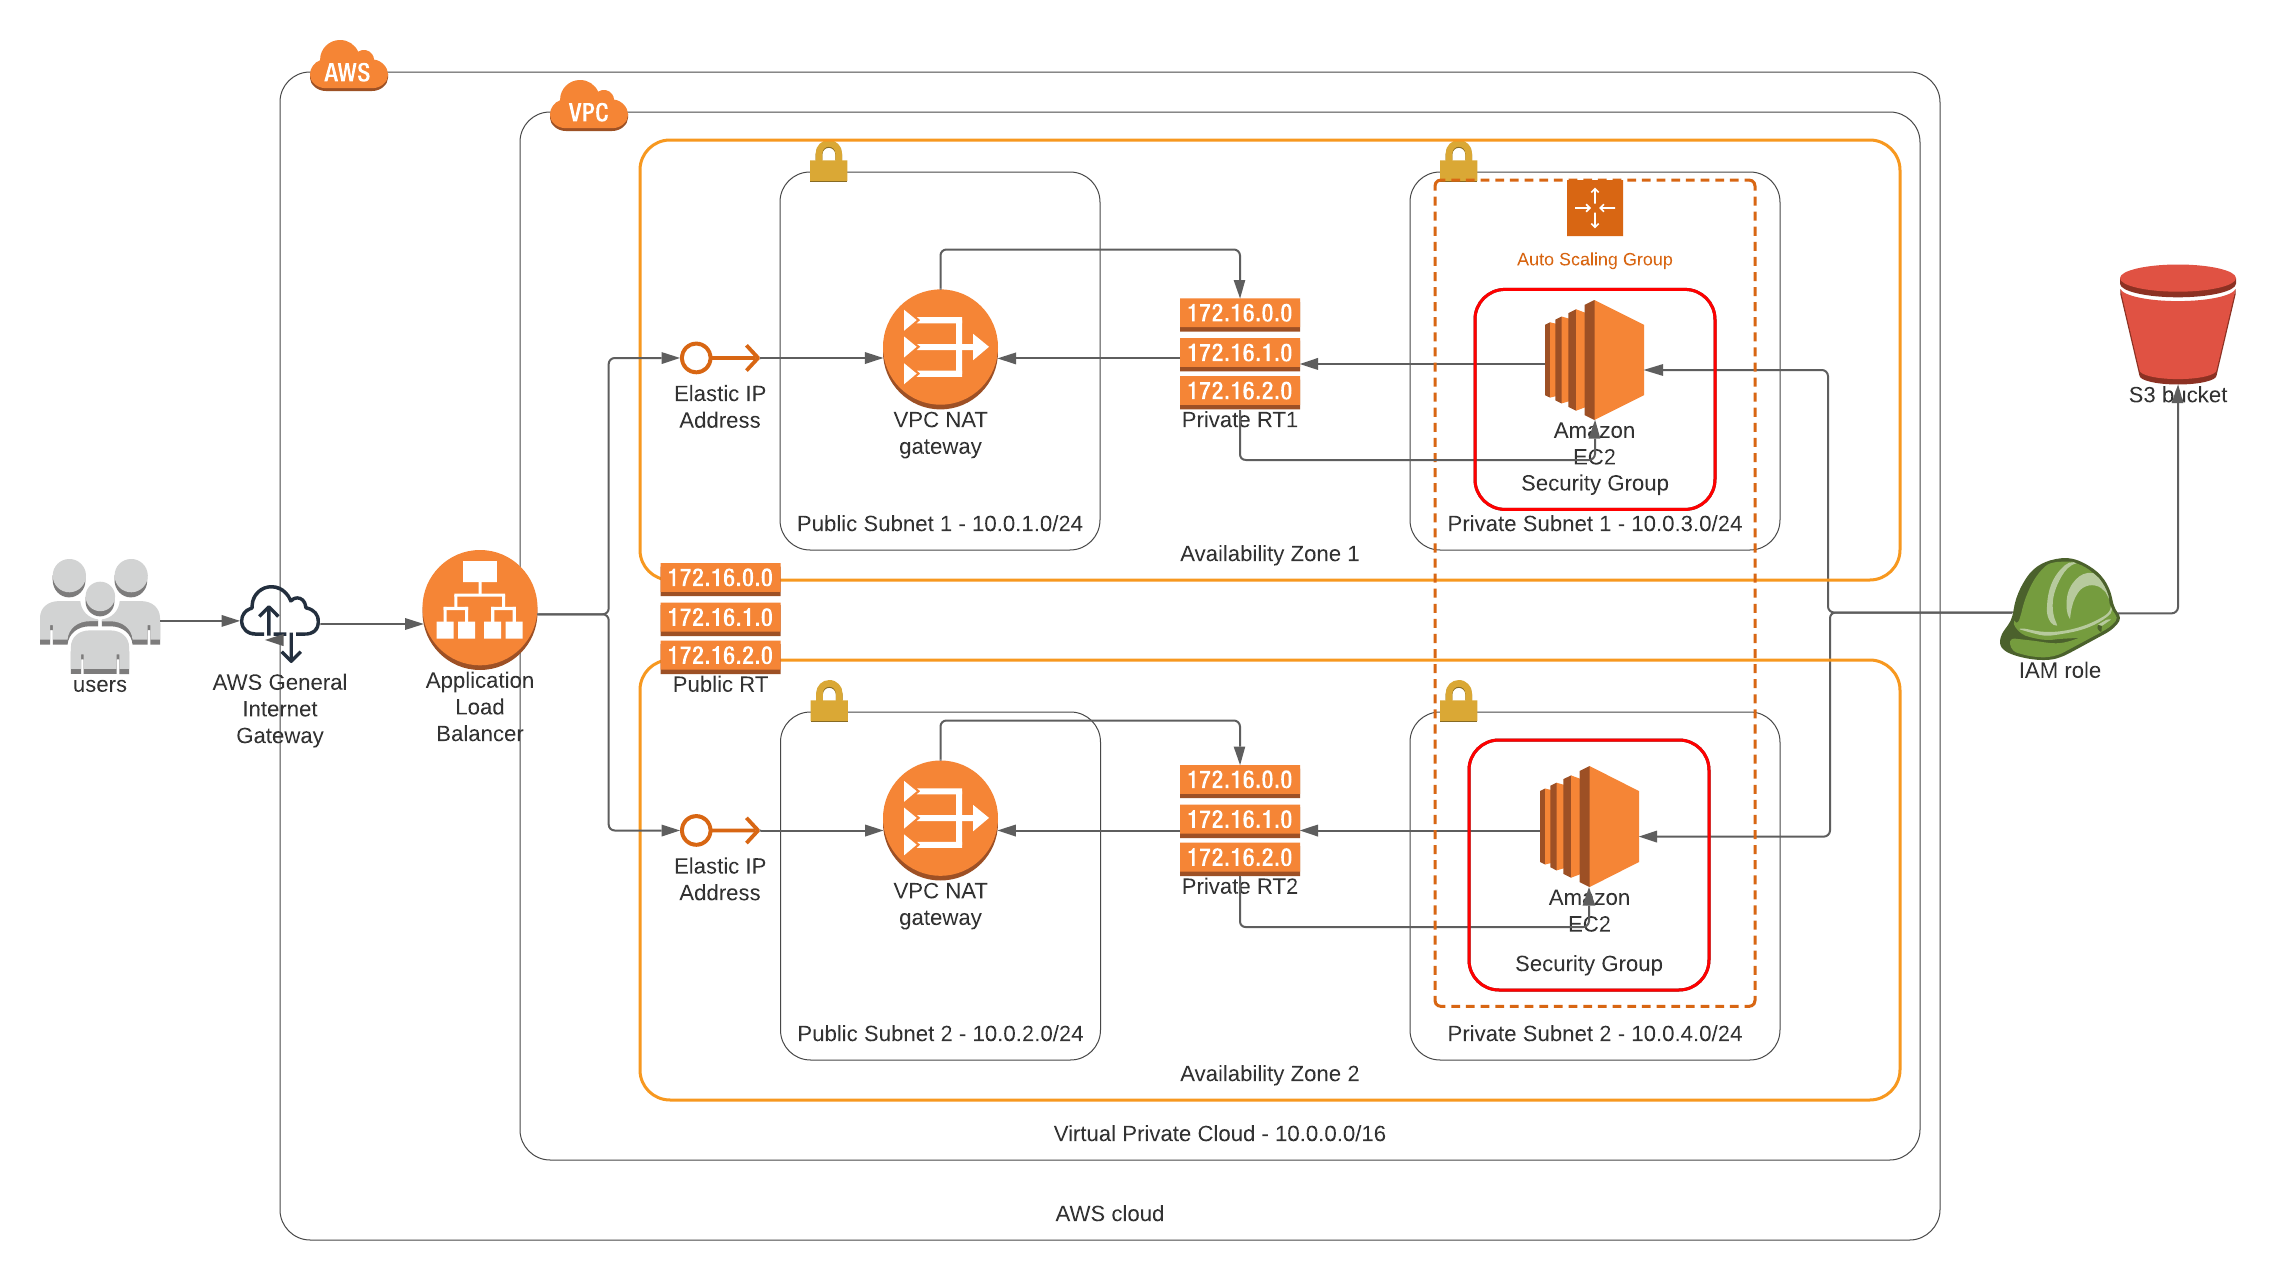 AWS
VPC
Auto Scaling Group
172.16.0.0
172.16.1.0
172.16.2.0
Private RT1
Elastic IP
Address
VPC NAT
gateway
Amazon
EC2
Security Group
S3 bucket
Public Subnet 1 - 10.0.1.0/24
Private Subnet 1 - 10.0.3.0/24
Availability Zone 1
172.16.0.0
172.16.1.0
172.16.2.0
Public RT
users
AWS General
Internet
Gateway
Application
Load
Balancer
IAM role
172.16.0.0
172.16.1.0
172.16.2.0
Private RT2
Elastic IP
Address
VPC NAT
gateway
Amazon
EC2
Security Group
Public Subnet 2 - 10.0.2.0/24
Private Subnet 2 - 10.0.4.0/24
Availability Zone 2
Virtual Private Cloud - 10.0.0.0/16
AWS cloud